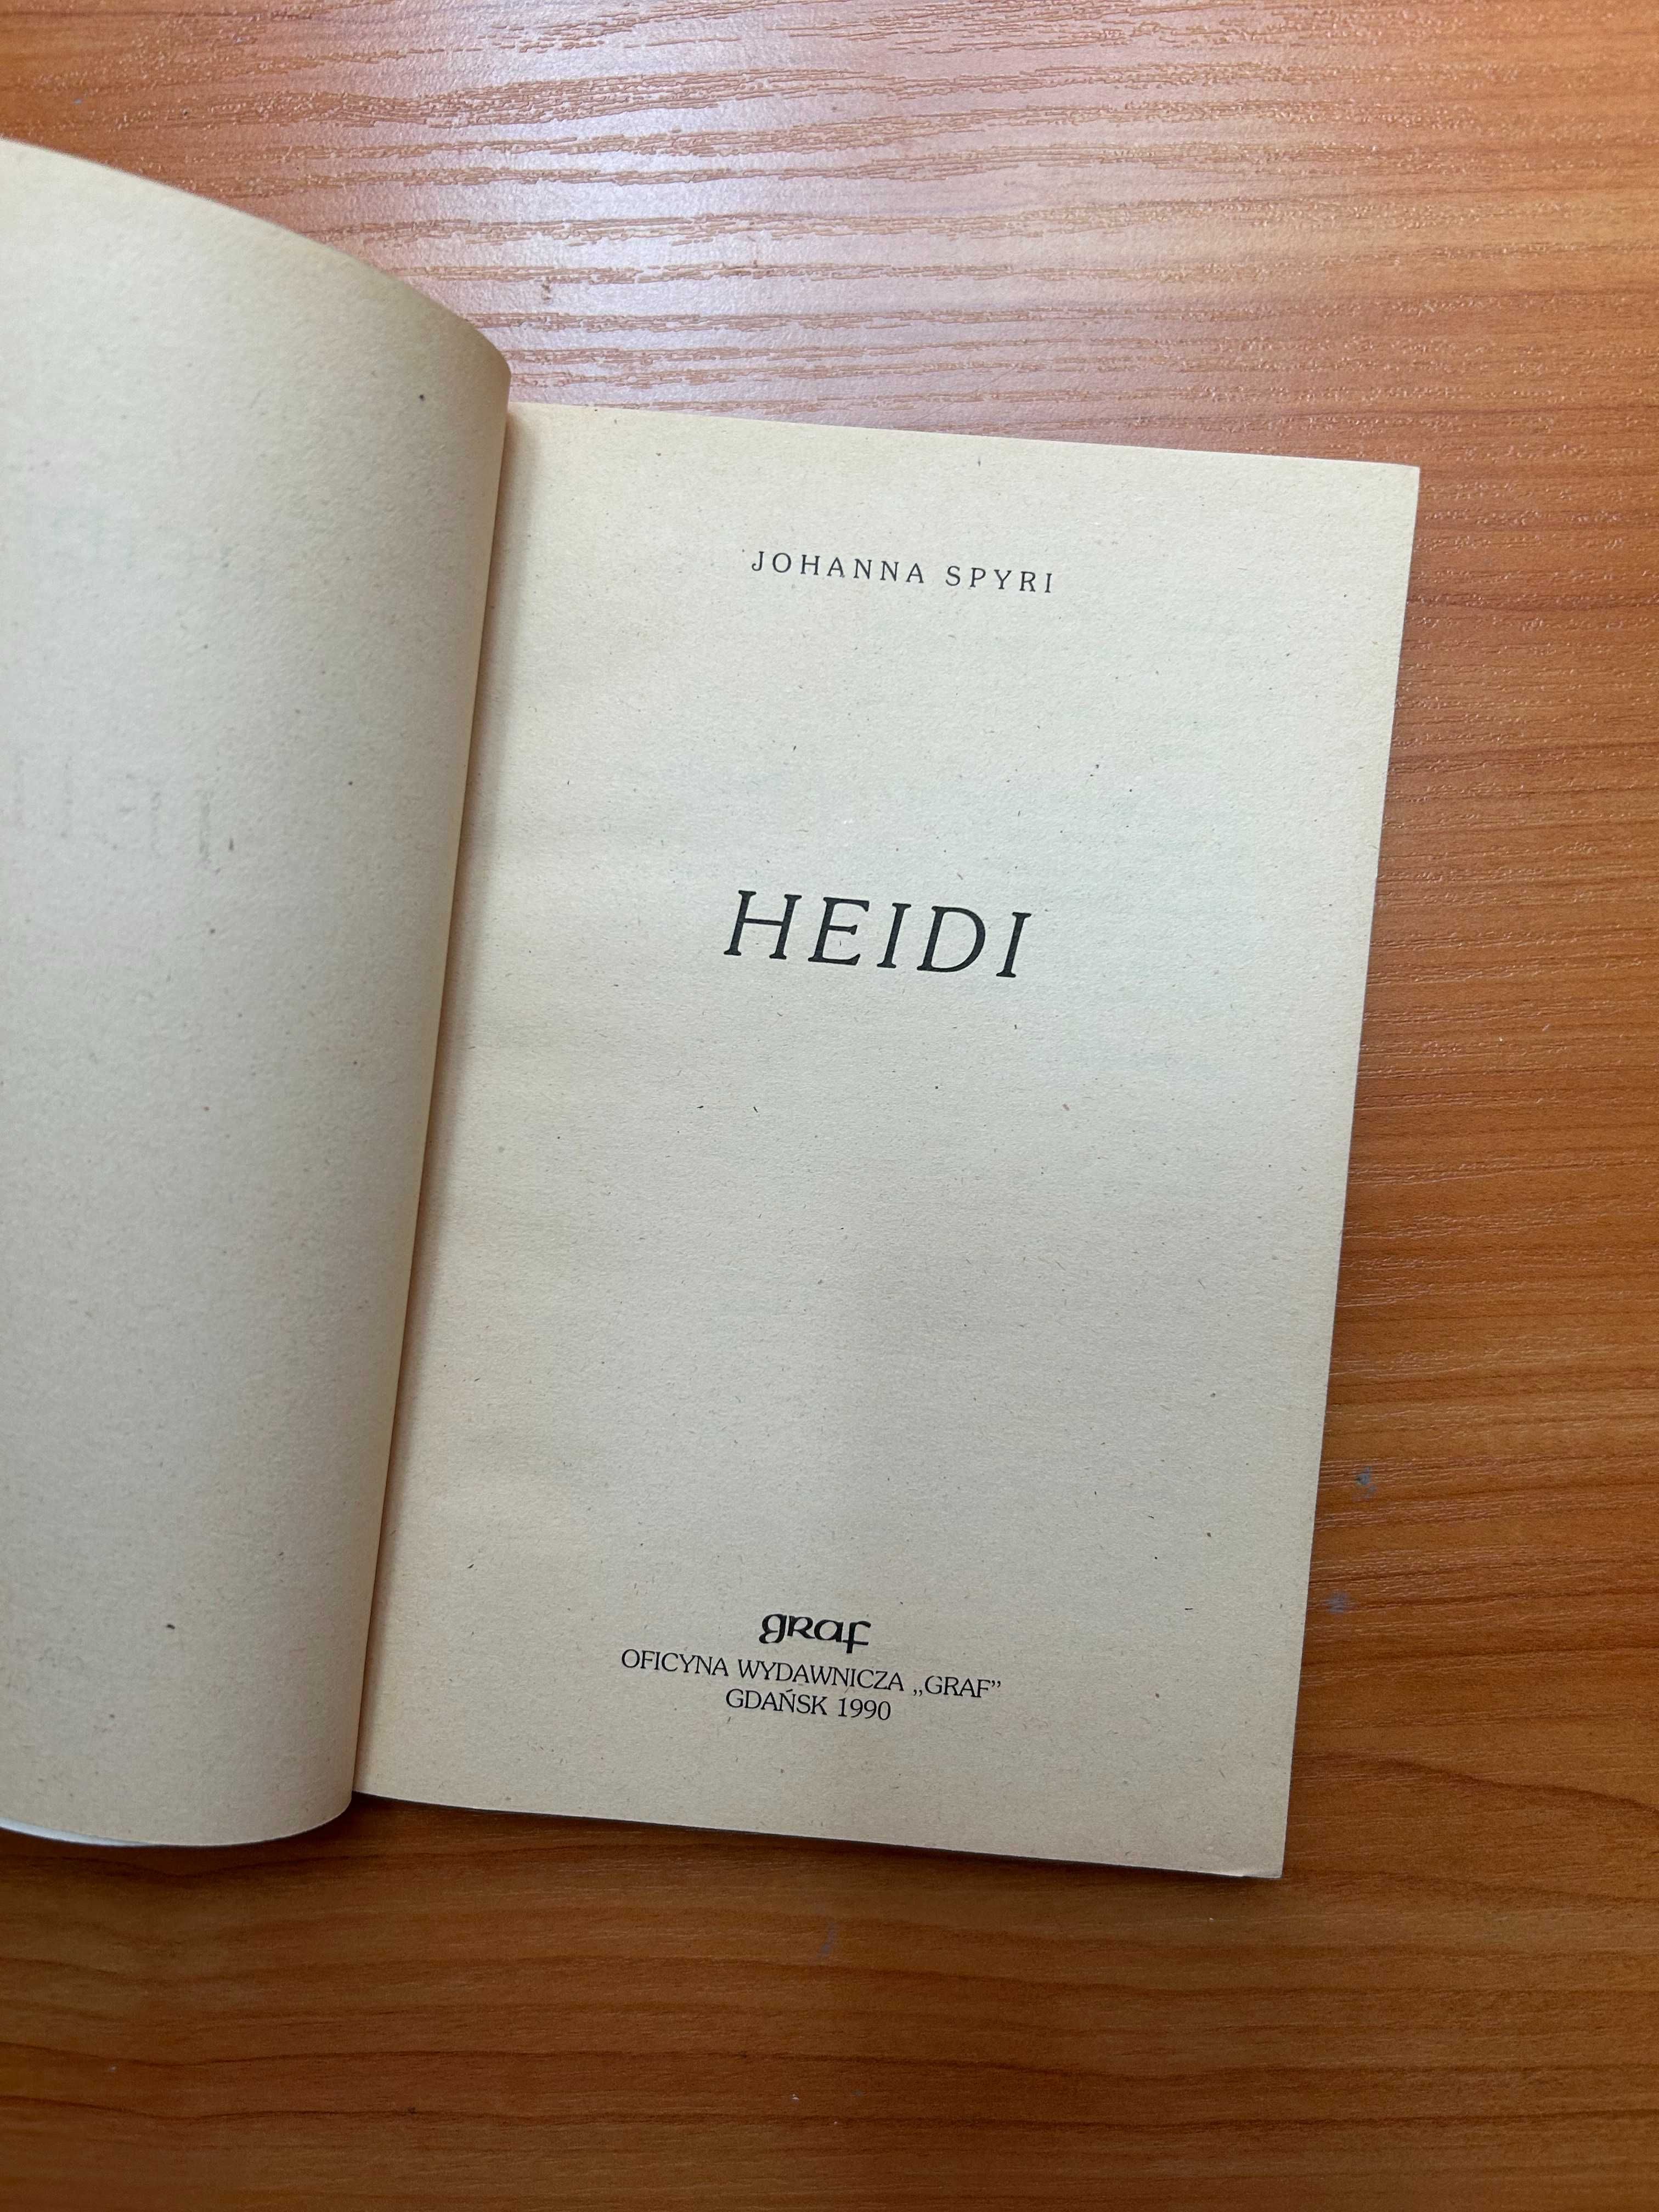 JOHANNA SPYRI
HEIDI
graf
OFICYNA WYDAWNICZA „GRAF”
GDAŃSK 1990